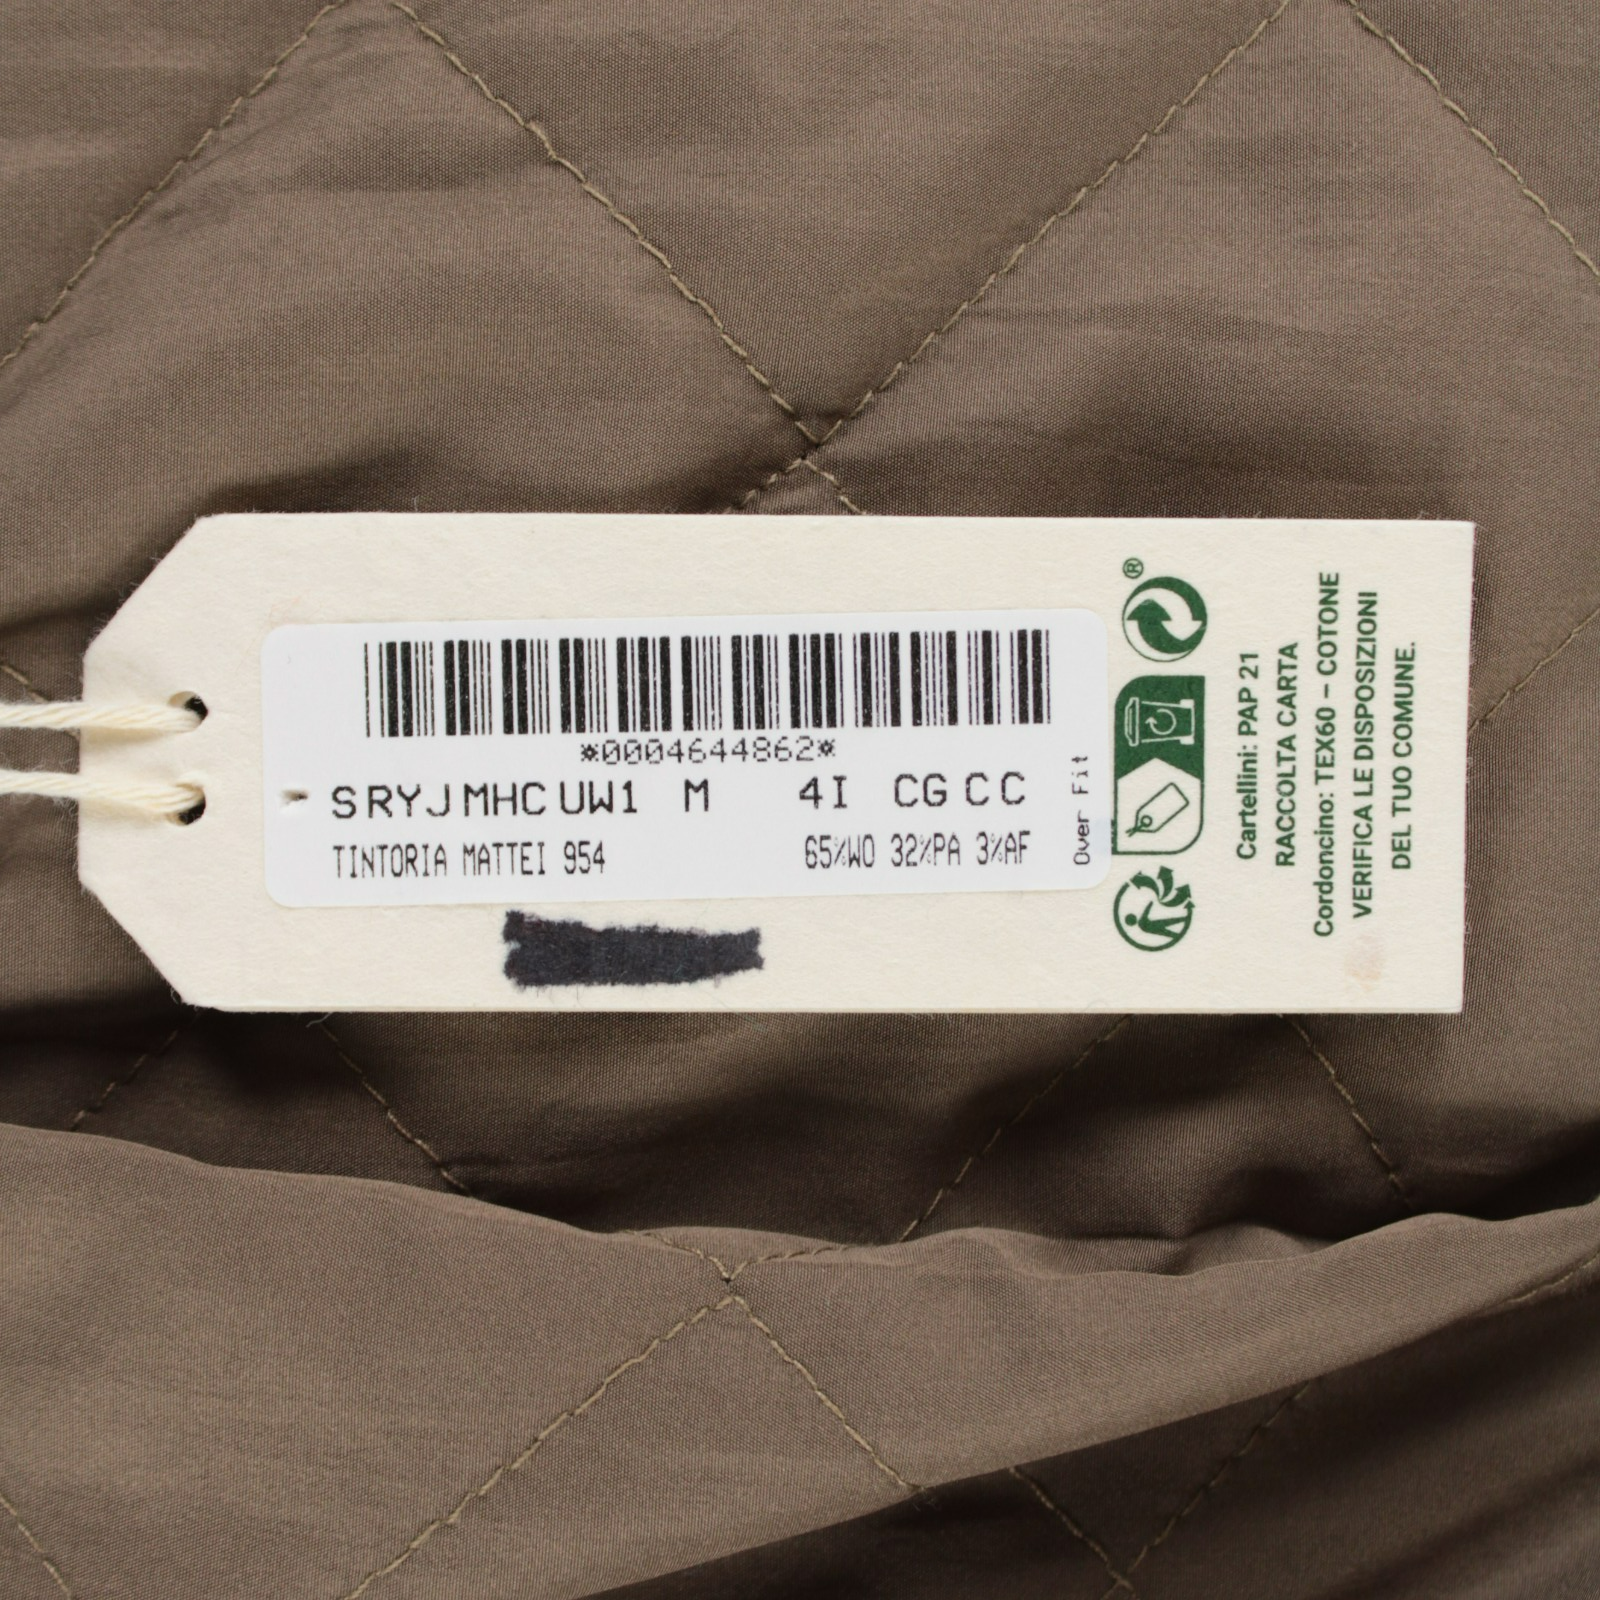 *0004644862*
SRYJMHCUW1 M 4I CGCC
TINTORIA MATTEI 954 65%WO 32%PA 3%AF
Over Fit
®
Cartellini: PAP 21
RACCOLTA CARTA
Cordoncino: TEX60 – COTONE
VERIFICA LE DISPOSIZIONI
DEL TUO COMUNE.